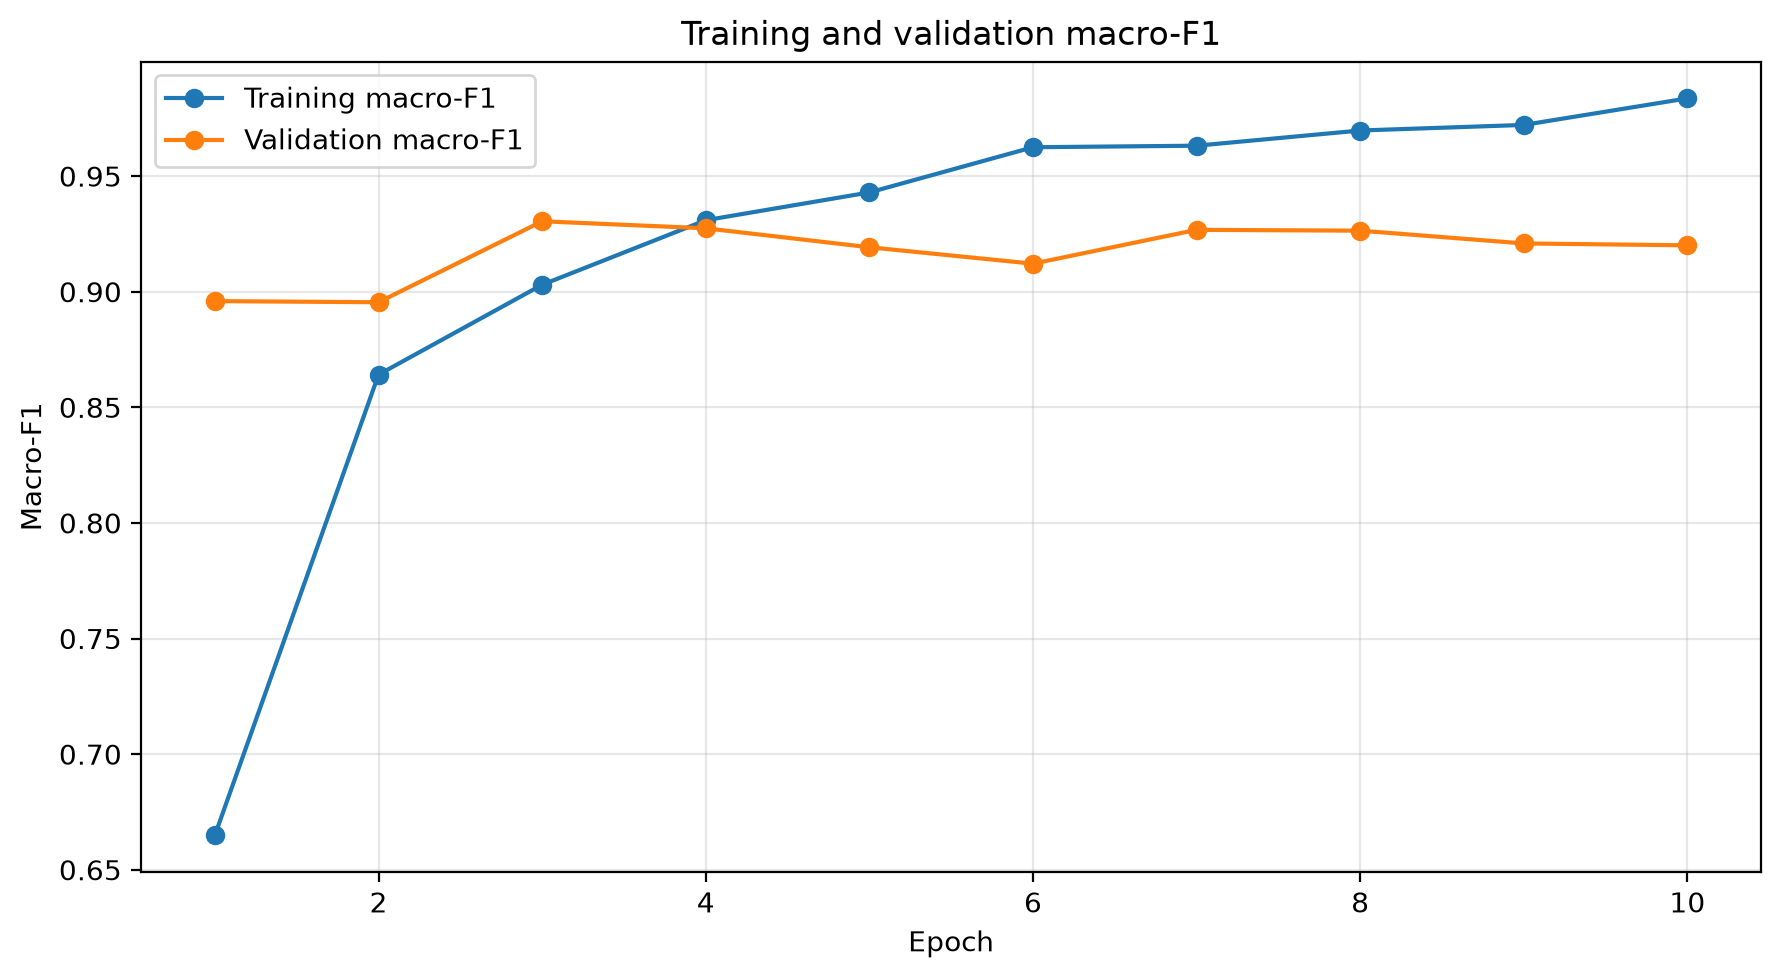 Training and validation macro-F1
Training macro-F1
Validation macro-F1
0.95
0.90
0.85
0.80
0.75
0.70
0.65
Macro-F1
2 4 6 8 10
Epoch